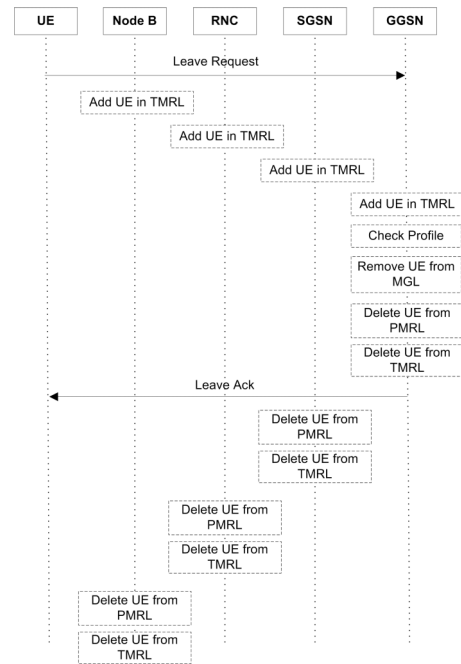 UE
Node B
RNC
SGSN
GGSN
Leave Request
Add UE in TMRL
Add UE in TMRL
Add UE in TMRL
Add UE in TMRL
Check Profile
Remove UE from
MGL
Delete UE from
PMRL
Delete UE from
TMRL
Leave Ack
Delete UE from
PMRL
Delete UE from
TMRL
Delete UE from
PMRL
Delete UE from
TMRL
Delete UE from
PMRL
Delete UE from
TMRL